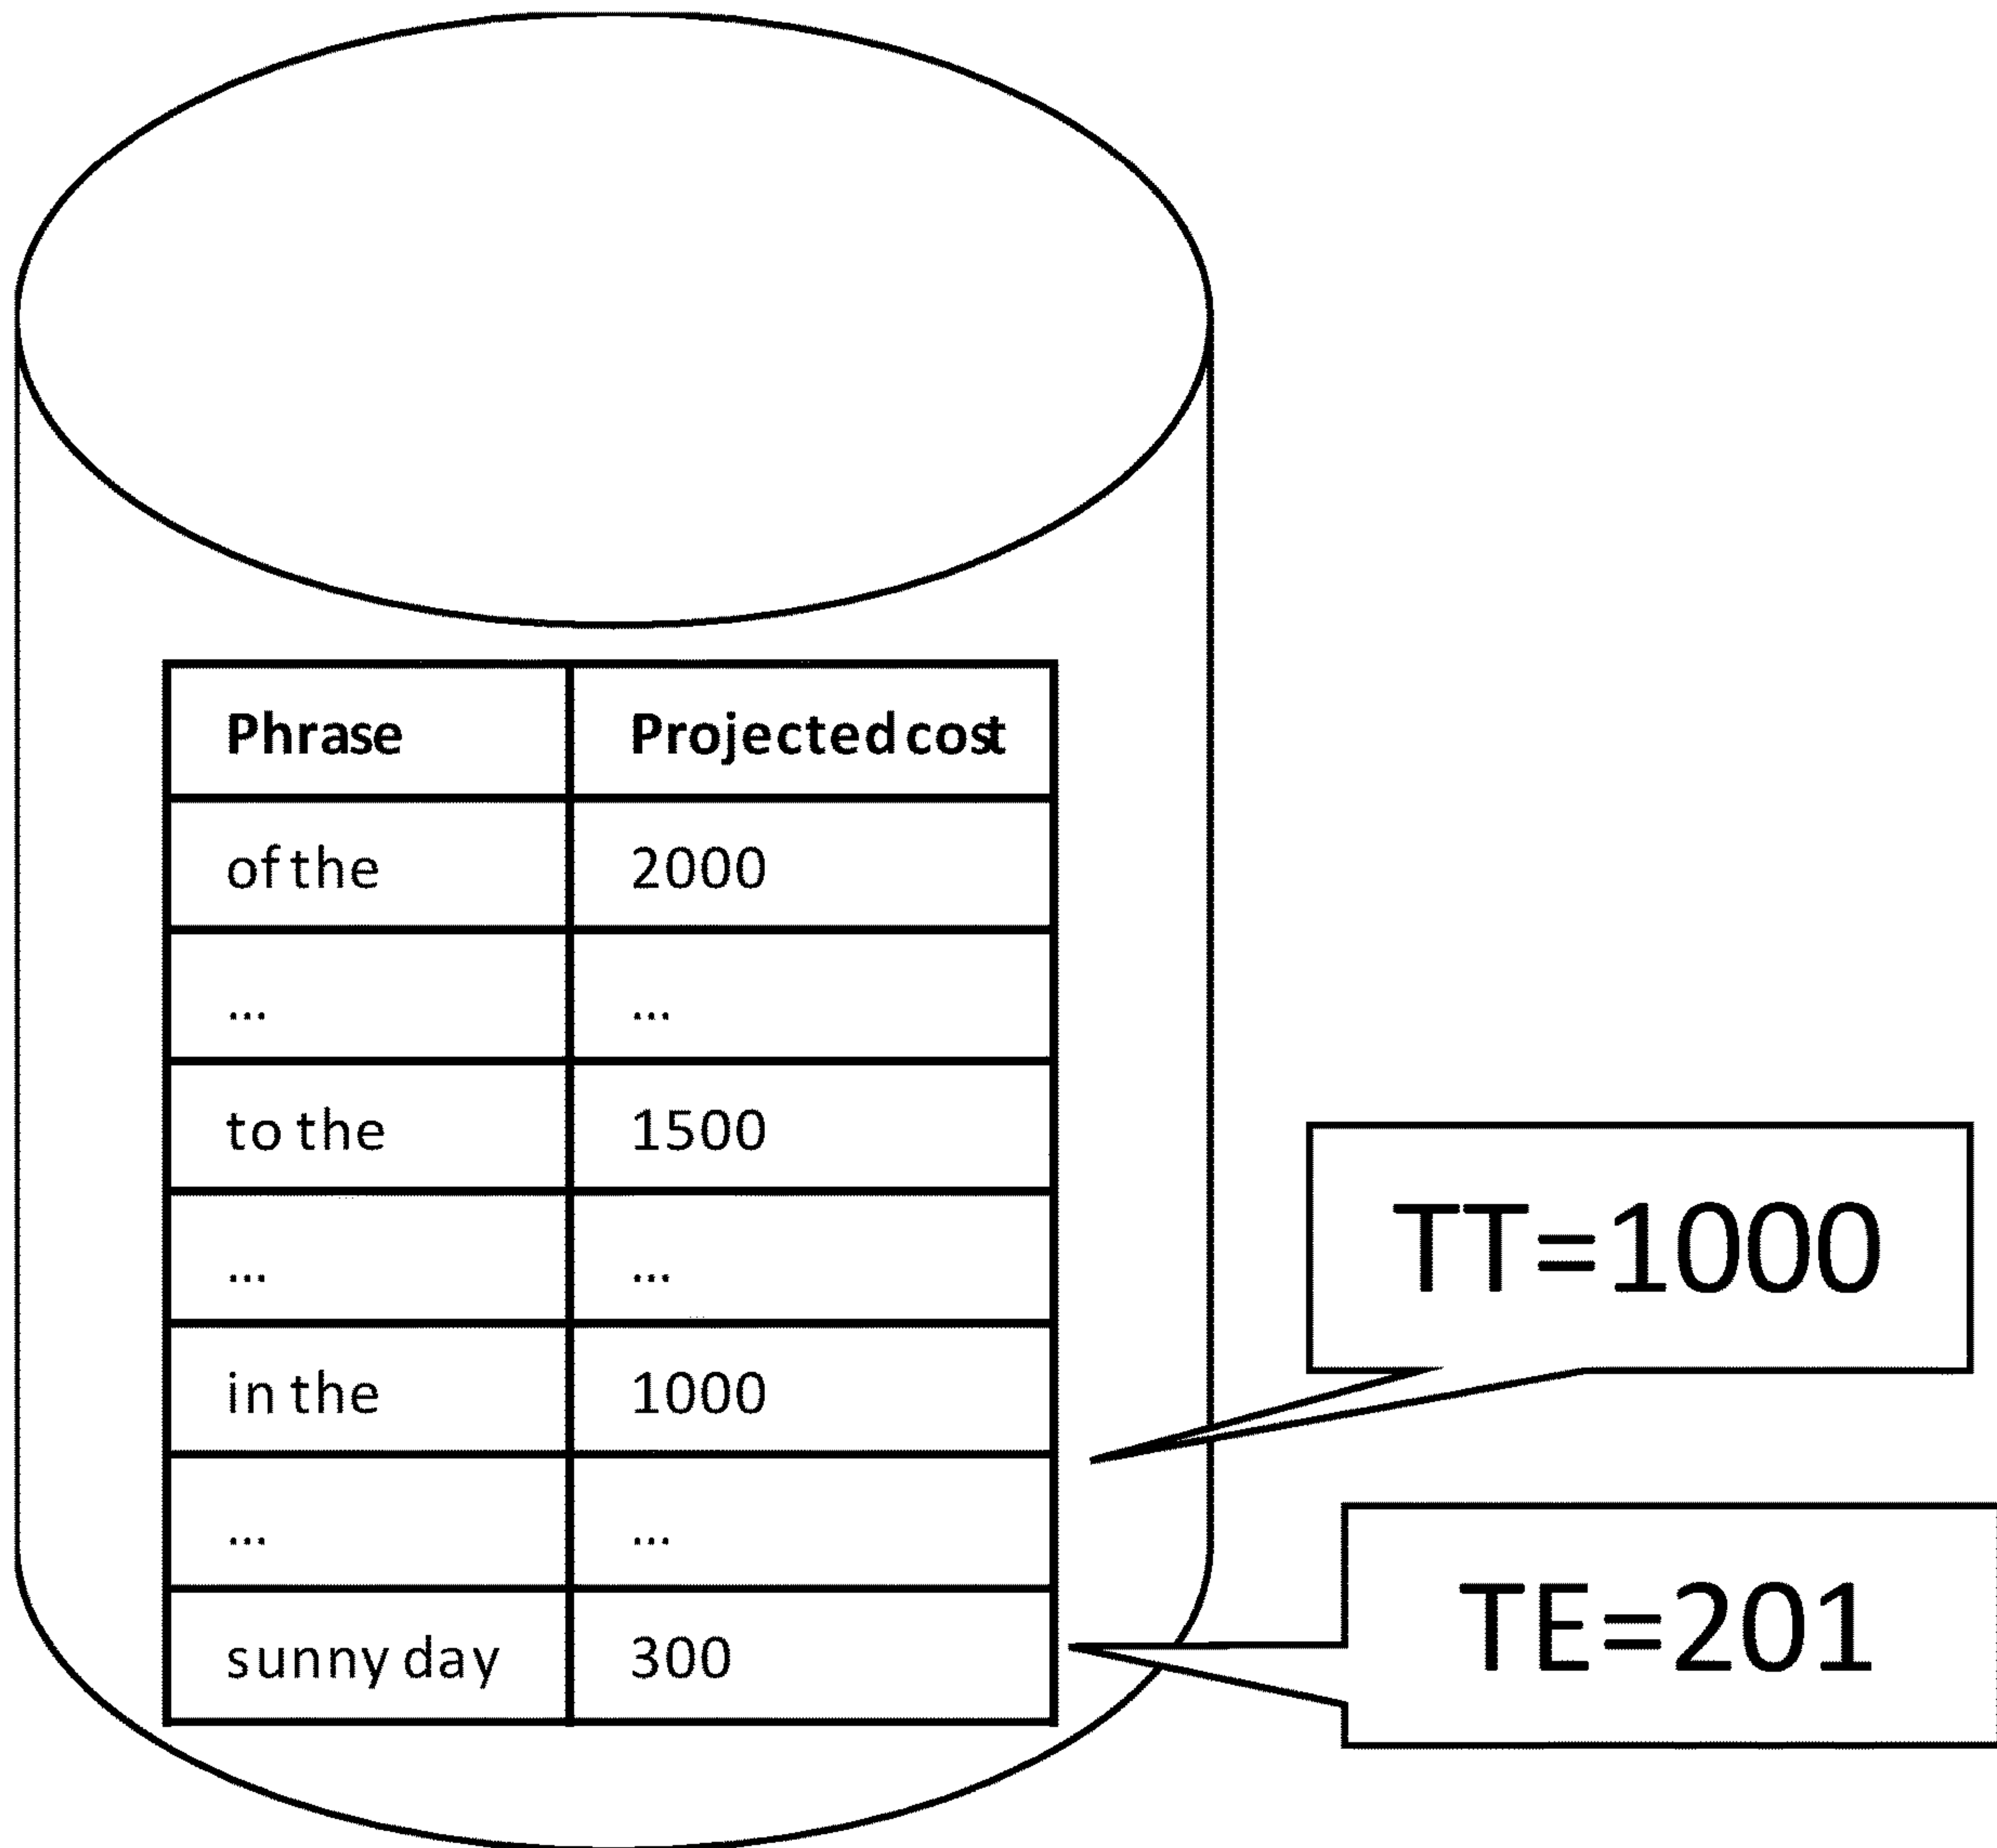 Phrase Projected cost
of the 2000
... ...
to the 1500
... ...
in the 1000
... ...
sunny day 300
TT=1000
TE=201